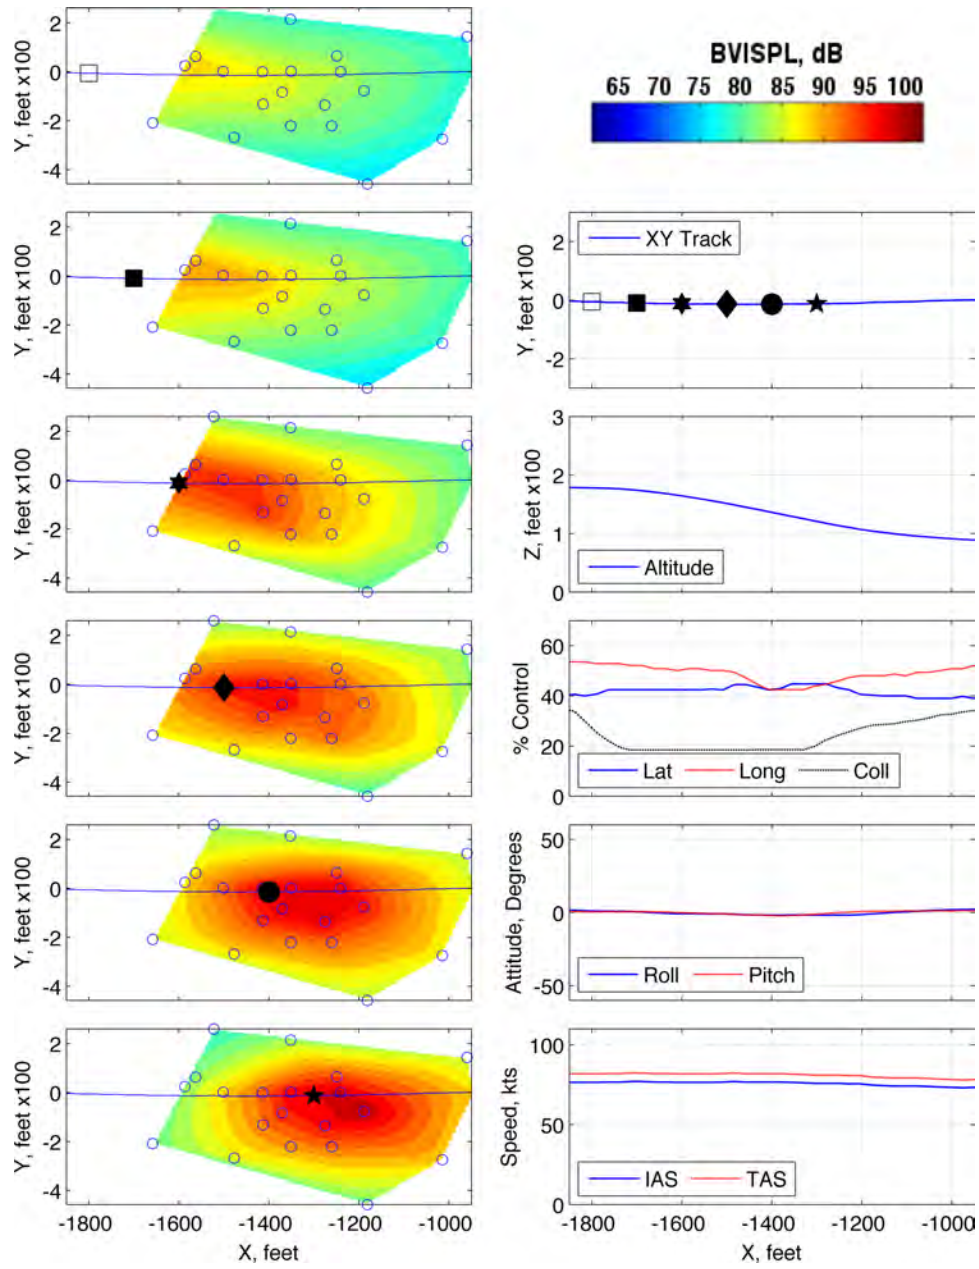 BVISPL, dB
65 70 75 80 85 90 95 100
2
0
-2
-4
Y, feet x100
2
0
-2
-4
Y, feet x100
XY Track
2
0
-2
Y, feet x100
2
0
-2
-4
Y, feet x100
3
2
1
0
Z, feet x100
Altitude
2
0
-2
-4
Y, feet x100
60
40
20
0
% Control
Lat Long Coll
2
0
-2
-4
Y, feet x100
50
0
-50
Attitude, Degrees
Roll Pitch
2
0
-2
-4
Y, feet x100
100
50
0
Speed, kts
IAS TAS
-1800 -1600 -1400 -1200 -1000
X, feet
-1800 -1600 -1400 -1200 -1000
X, feet